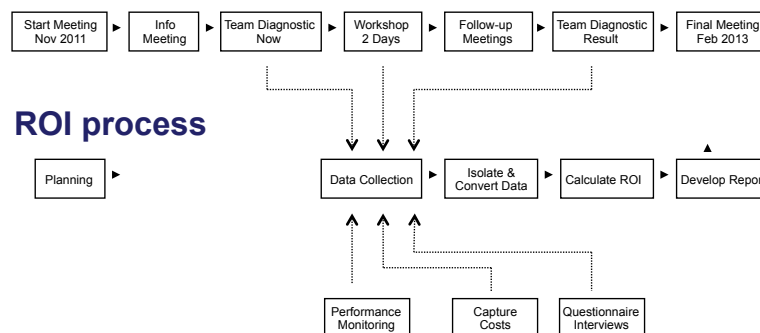 Start Meeting
Nov 2011
Info
Meeting
Team Diagnostic
Now
Workshop
2 Days
Follow-up
Meetings
Team Diagnostic
Result
Final Meeting
Feb 2013
ROI process
Planning
Data Collection
Isolate &
Convert Data
Calculate ROI
Develop Report
Performance
Monitoring
Capture
Costs
Questionnaire
Interviews